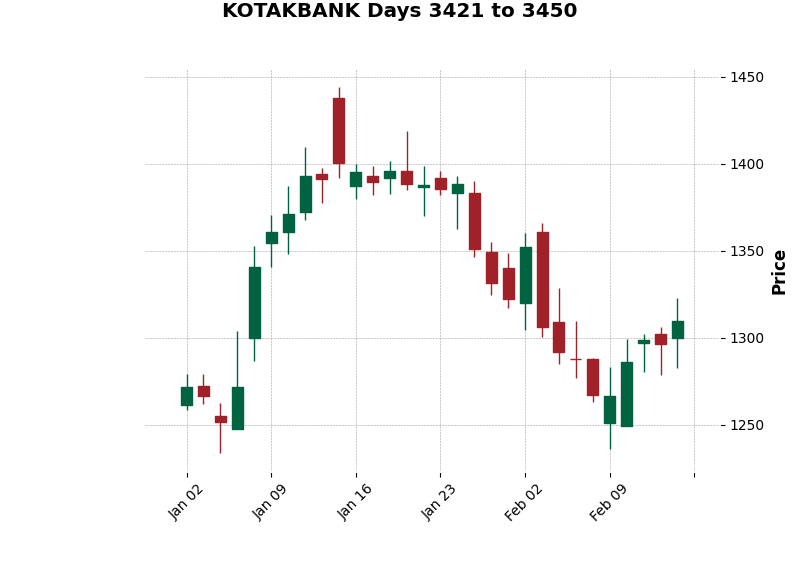 KOTAKBANK Days 3421 to 3450
1450
1400
1350
1300
1250
Price
Jan 02
Jan 09
Jan 16
Jan 23
Feb 02
Feb 09